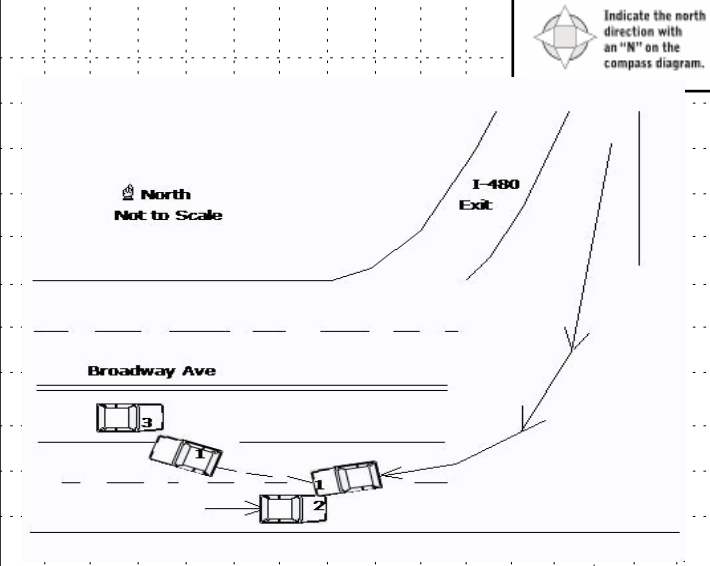 Indicate the north
direction with
an "N" on the
compass diagram.
North
Not to Scale
I-480
Exit
Broadway Ave
3
1
1
2